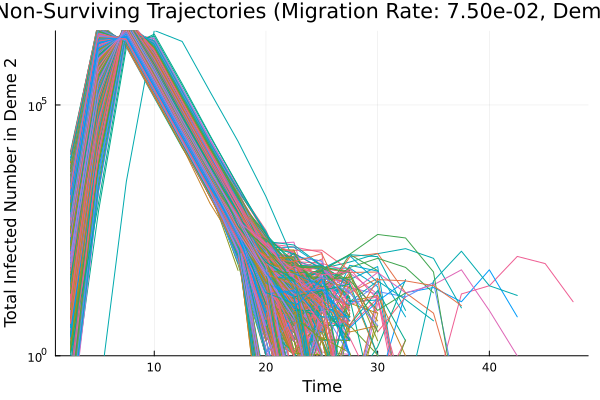 Non-Surviving Trajectories (Migration Rate: 7.50e-02, Dem
Total Infected Number in Deme 2
10^5
10^0
10 20 30 40
Time